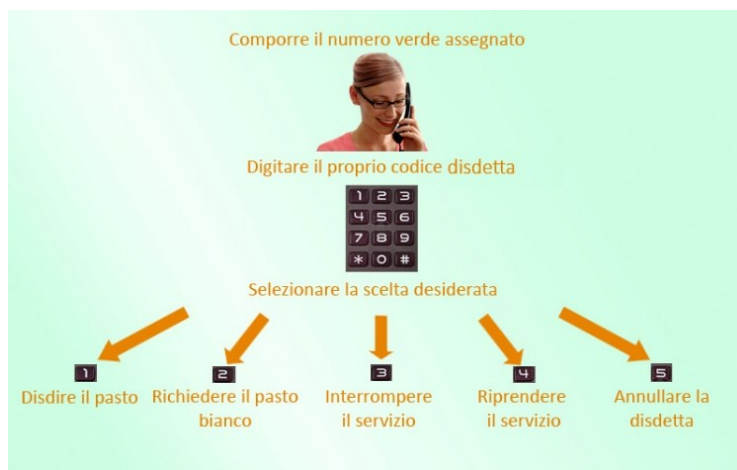 Comporre il numero verde assegnato
Digitare il proprio codice disdetta
1 2 3
4 5 6
7 8 9
* 0 #
Selezionare la scelta desiderata
1
Disdire il pasto
2
Richiedere il pasto
bianco
3
Interrompere
il servizio
4
Riprendere
il servizio
5
Annullare la
disdetta